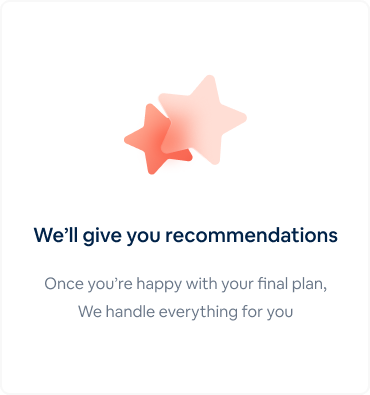 We’ll give you recommendations
Once you’re happy with your final plan,
We handle everything for you